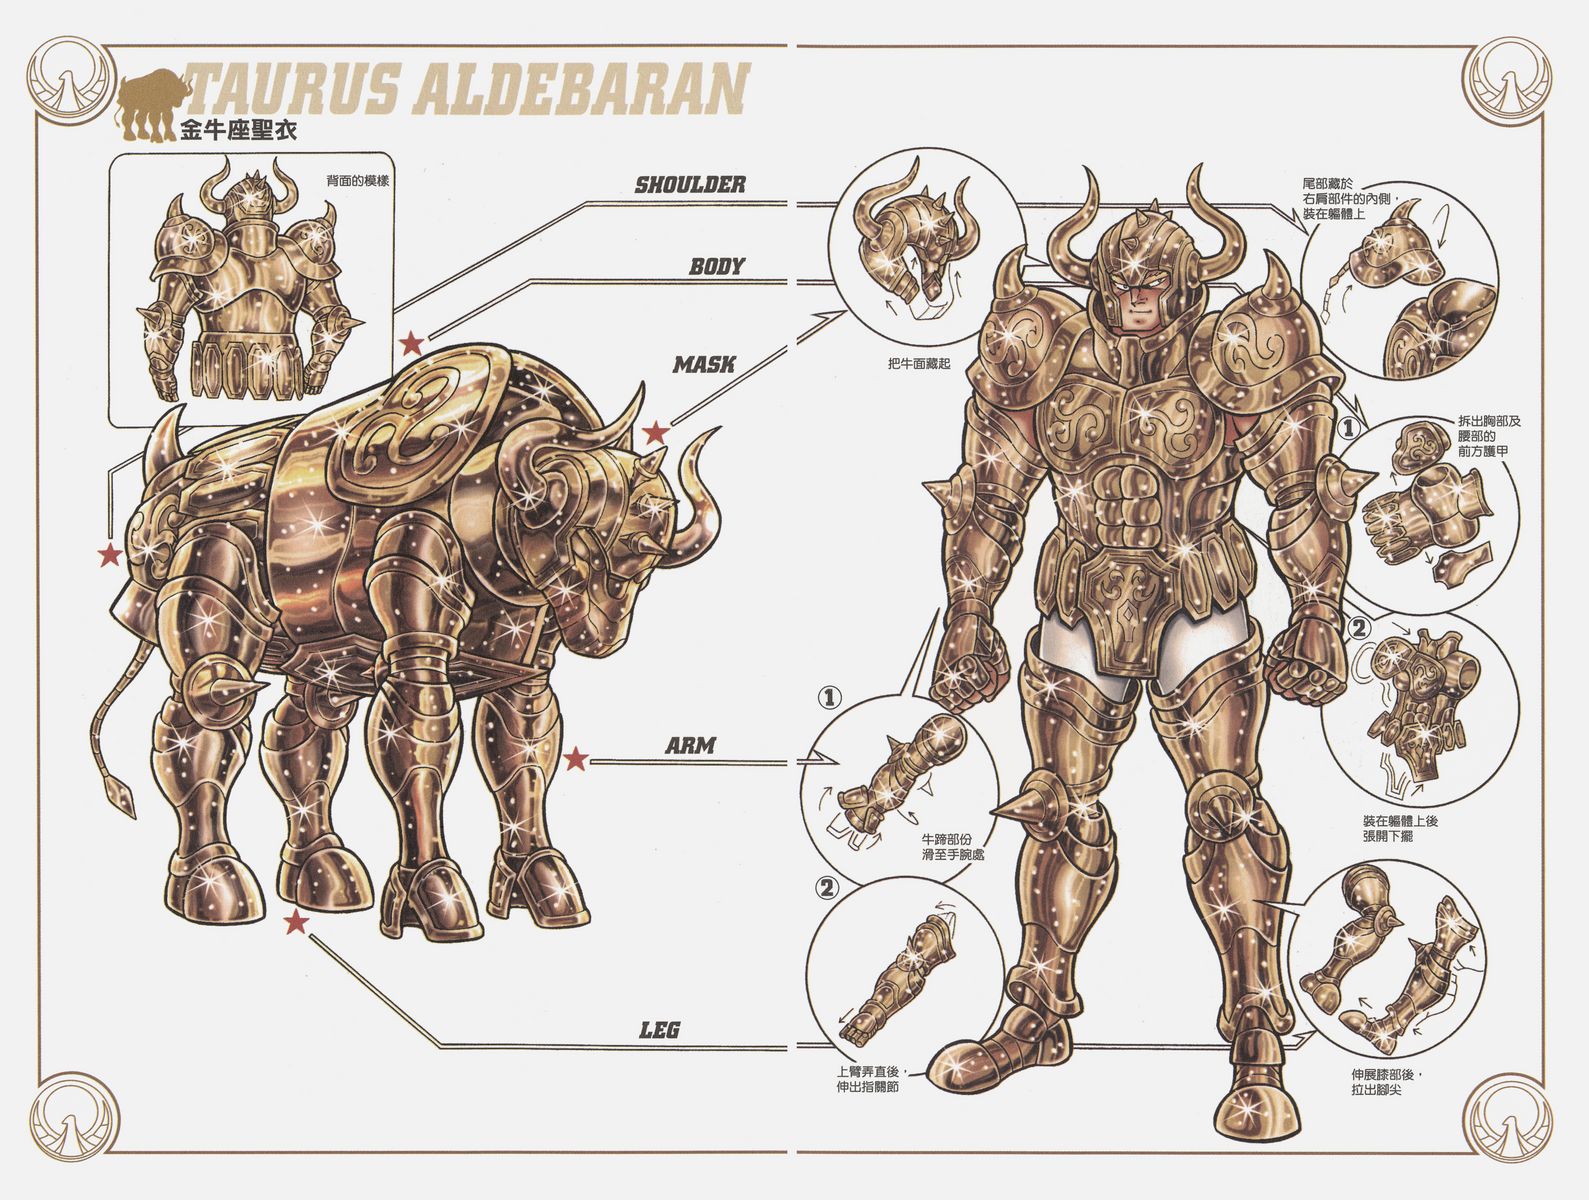 TAURUS ALDEBARAN
金牛座聖衣
背面的模樣
SHOULDER
BODY
MASK
ARM
LEG
把牛面藏起
尾部藏於
右肩部件的內側，
裝在軀體上
①
拆出胸部及
腰部的
前方護甲
②
裝在軀體上後
張開下擺
①
牛蹄部份
滑至手腕處
②
上臂弄直後，
伸出指關節
伸展膝部後，
拉出腳尖